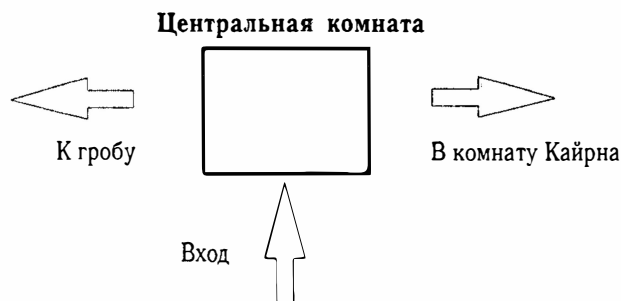 Центральная комната
К гробу
В комнату Кайрна
Вход